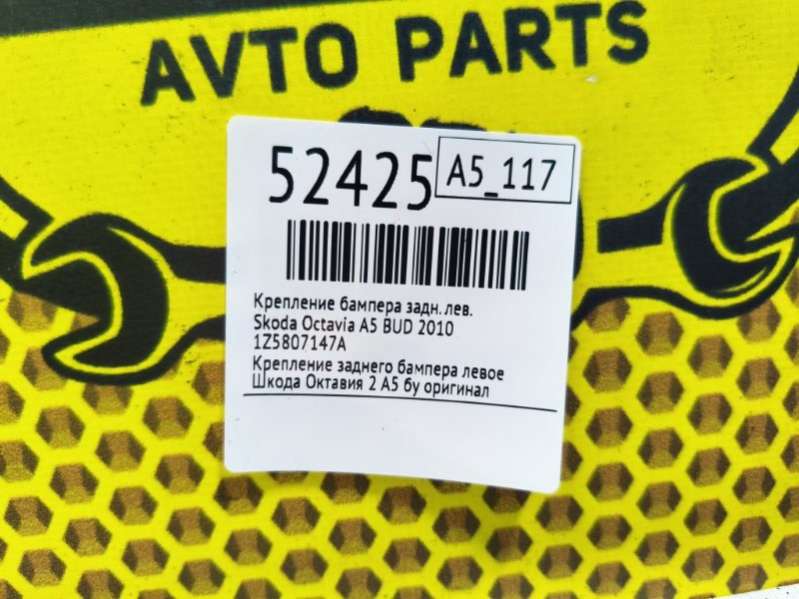 AVTO PARTS
52425
A5_117
Крепление бампера задн. лев.
Skoda Octavia A5 BUD 2010
1Z5807147A
Крепление заднего бампера левое
Шкода Октавия 2 А5 бу оригинал